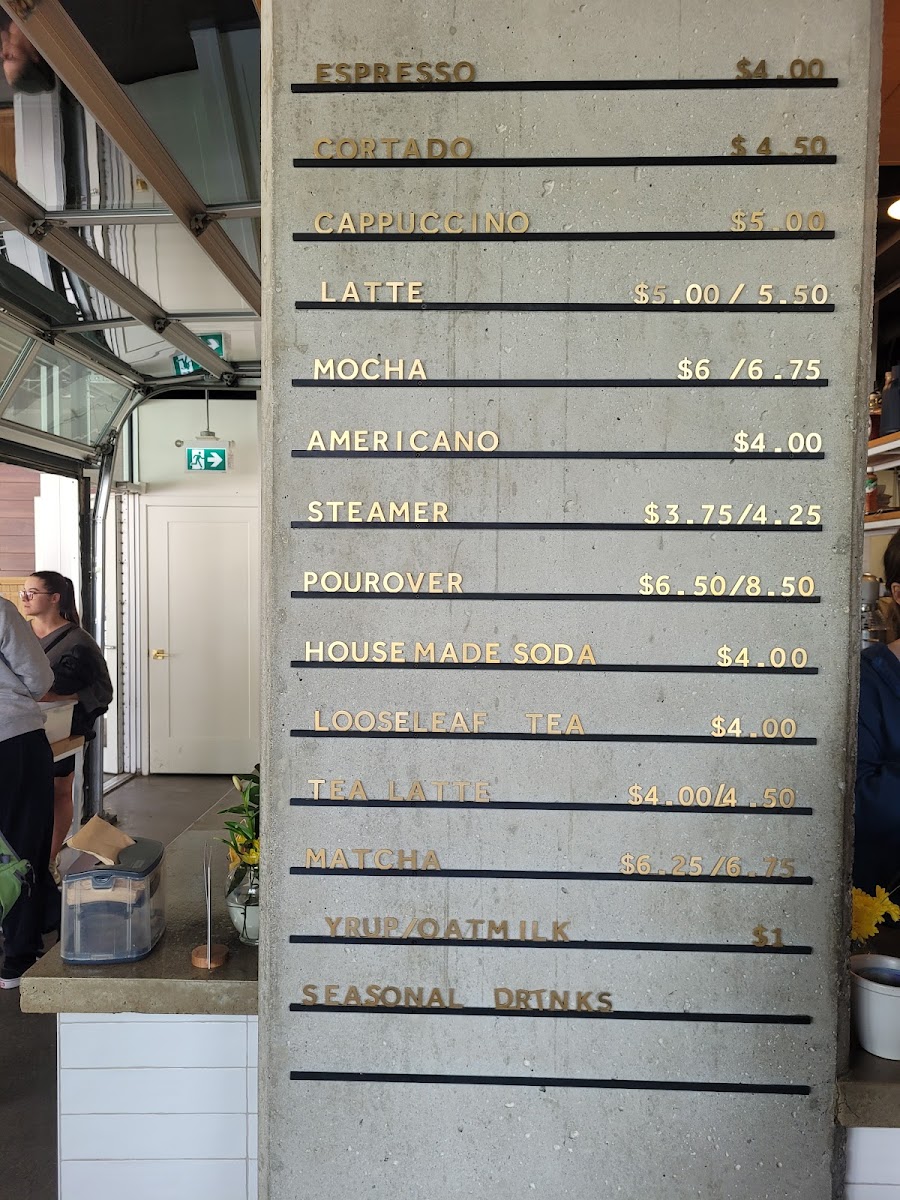 ESPRESSO $4.00
CORTADO $4.50
CAPPUCCINO $5.00
LATTE $5.00 / 5.50
MOCHA $6 /6.75
AMERICANO $4.00
STEAMER $3.75/4.25
POUROVER $6.50/8.50
HOUSE MADE SODA $4.00
LOOSELEAF TEA $4.00
TEA LATTE $4.00/4.50
MATCHA $6.25/6.75
YRUP/OATMILK $1
SEASONAL DRINKS